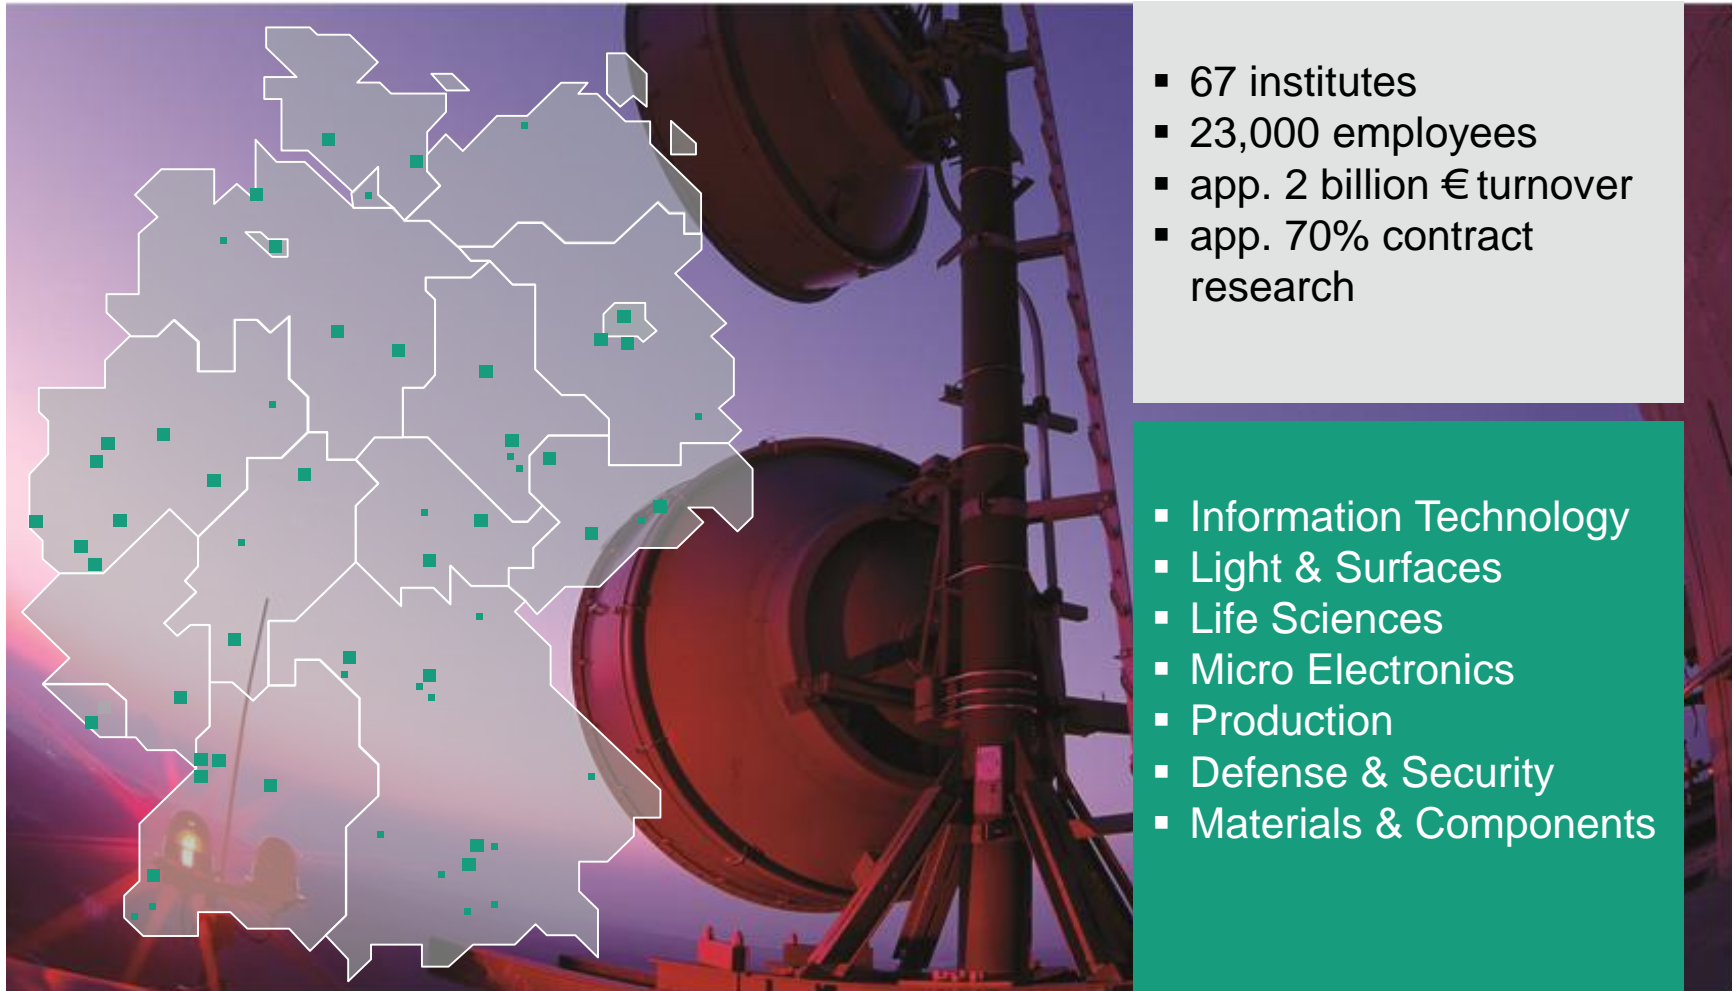 ▪ 67 institutes
▪ 23,000 employees
▪ app. 2 billion € turnover
▪ app. 70% contract
research
▪ Information Technology
▪ Light & Surfaces
▪ Life Sciences
▪ Micro Electronics
▪ Production
▪ Defense & Security
▪ Materials & Components